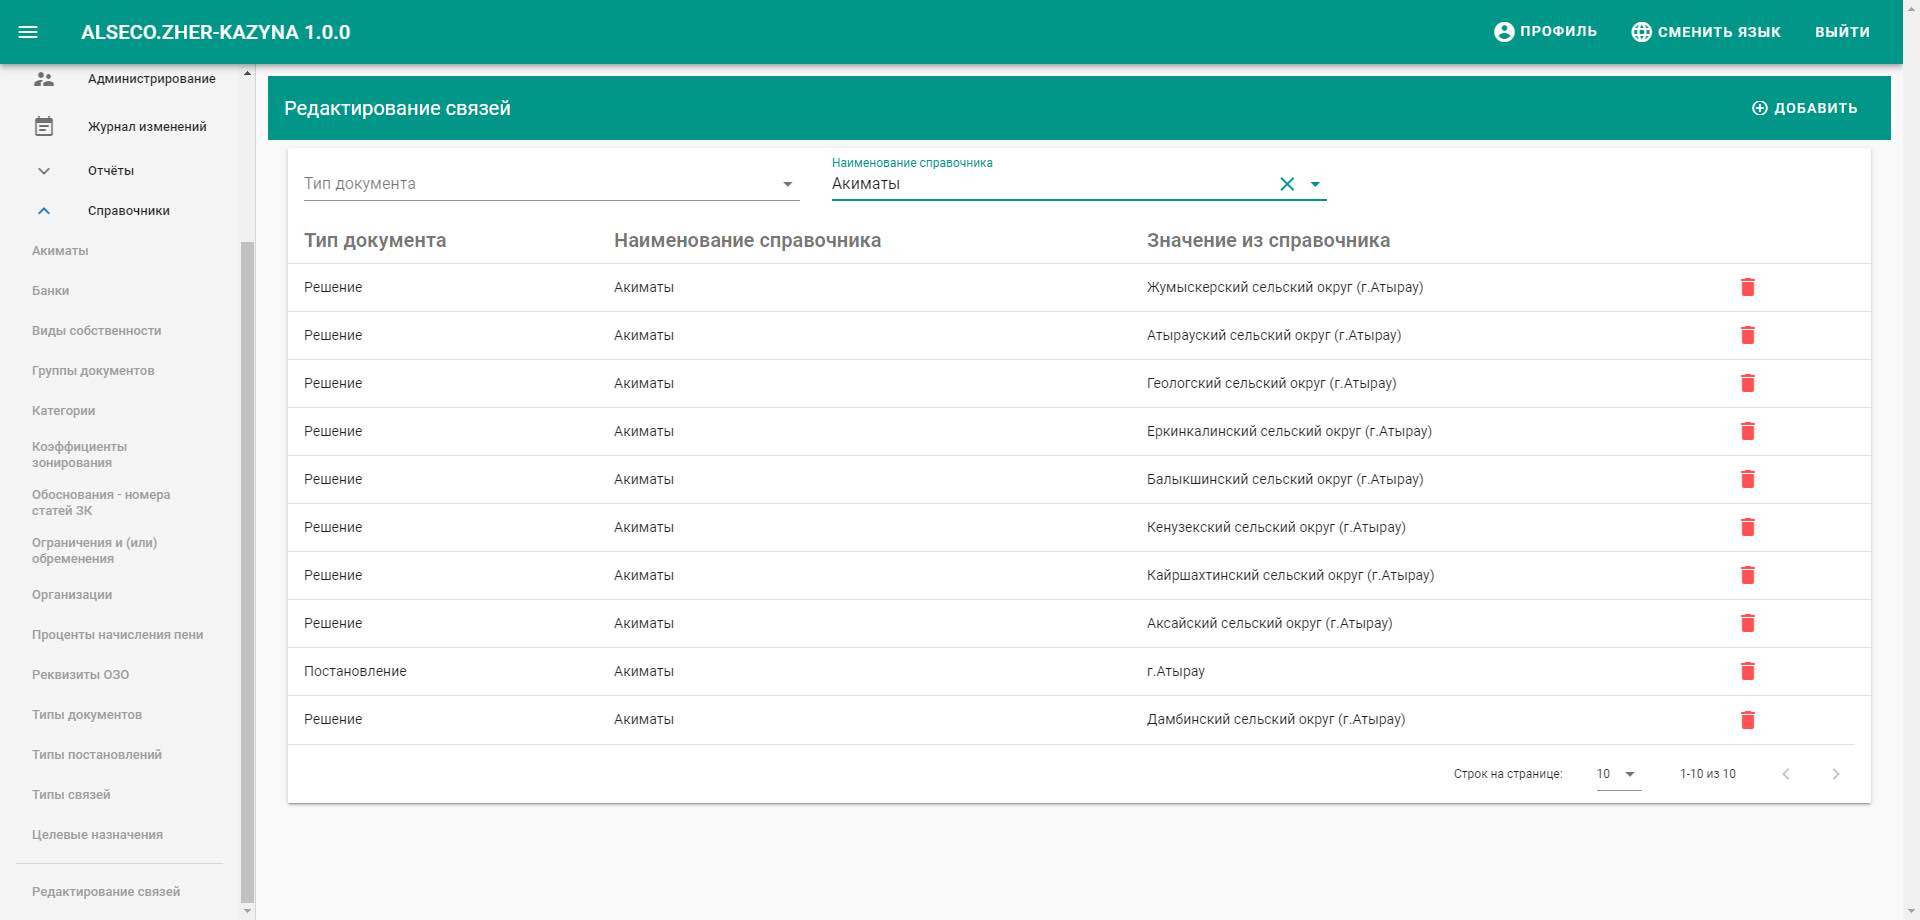 ALSECO.ZHER-KAZYNA 1.0.0
ПРОФИЛЬ
СМЕНИТЬ ЯЗЫК
ВЫЙТИ
Администрирование
Журнал изменений
Отчёты
Справочники
Акиматы
Банки
Виды собственности
Группы документов
Категории
Коэффициенты
зонирования
Обоснования - номера
статей ЗК
Ограничения и (или)
обременения
Организации
Проценты начисления пени
Реквизиты ОЗО
Типы документов
Типы постановлений
Типы связей
Целевые назначения
Редактирование связей
Редактирование связей
ДОБАВИТЬ
Тип документа
Наименование справочника
Акиматы
Тип документа Наименование справочника Значение из справочника
Решение Акиматы Жумыскерский сельский округ (г.Атырау)
Решение Акиматы Атырауский сельский округ (г.Атырау)
Решение Акиматы Геологский сельский округ (г.Атырау)
Решение Акиматы Еркинкалинский сельский округ (г.Атырау)
Решение Акиматы Балыкшинский сельский округ (г.Атырау)
Решение Акиматы Кенузекский сельский округ (г.Атырау)
Решение Акиматы Кайршахтинский сельский округ (г.Атырау)
Решение Акиматы Аксайский сельский округ (г.Атырау)
Постановление Акиматы г.Атырау
Решение Акиматы Дамбинский сельский округ (г.Атырау)
Строк на странице: 10 1-10 из 10